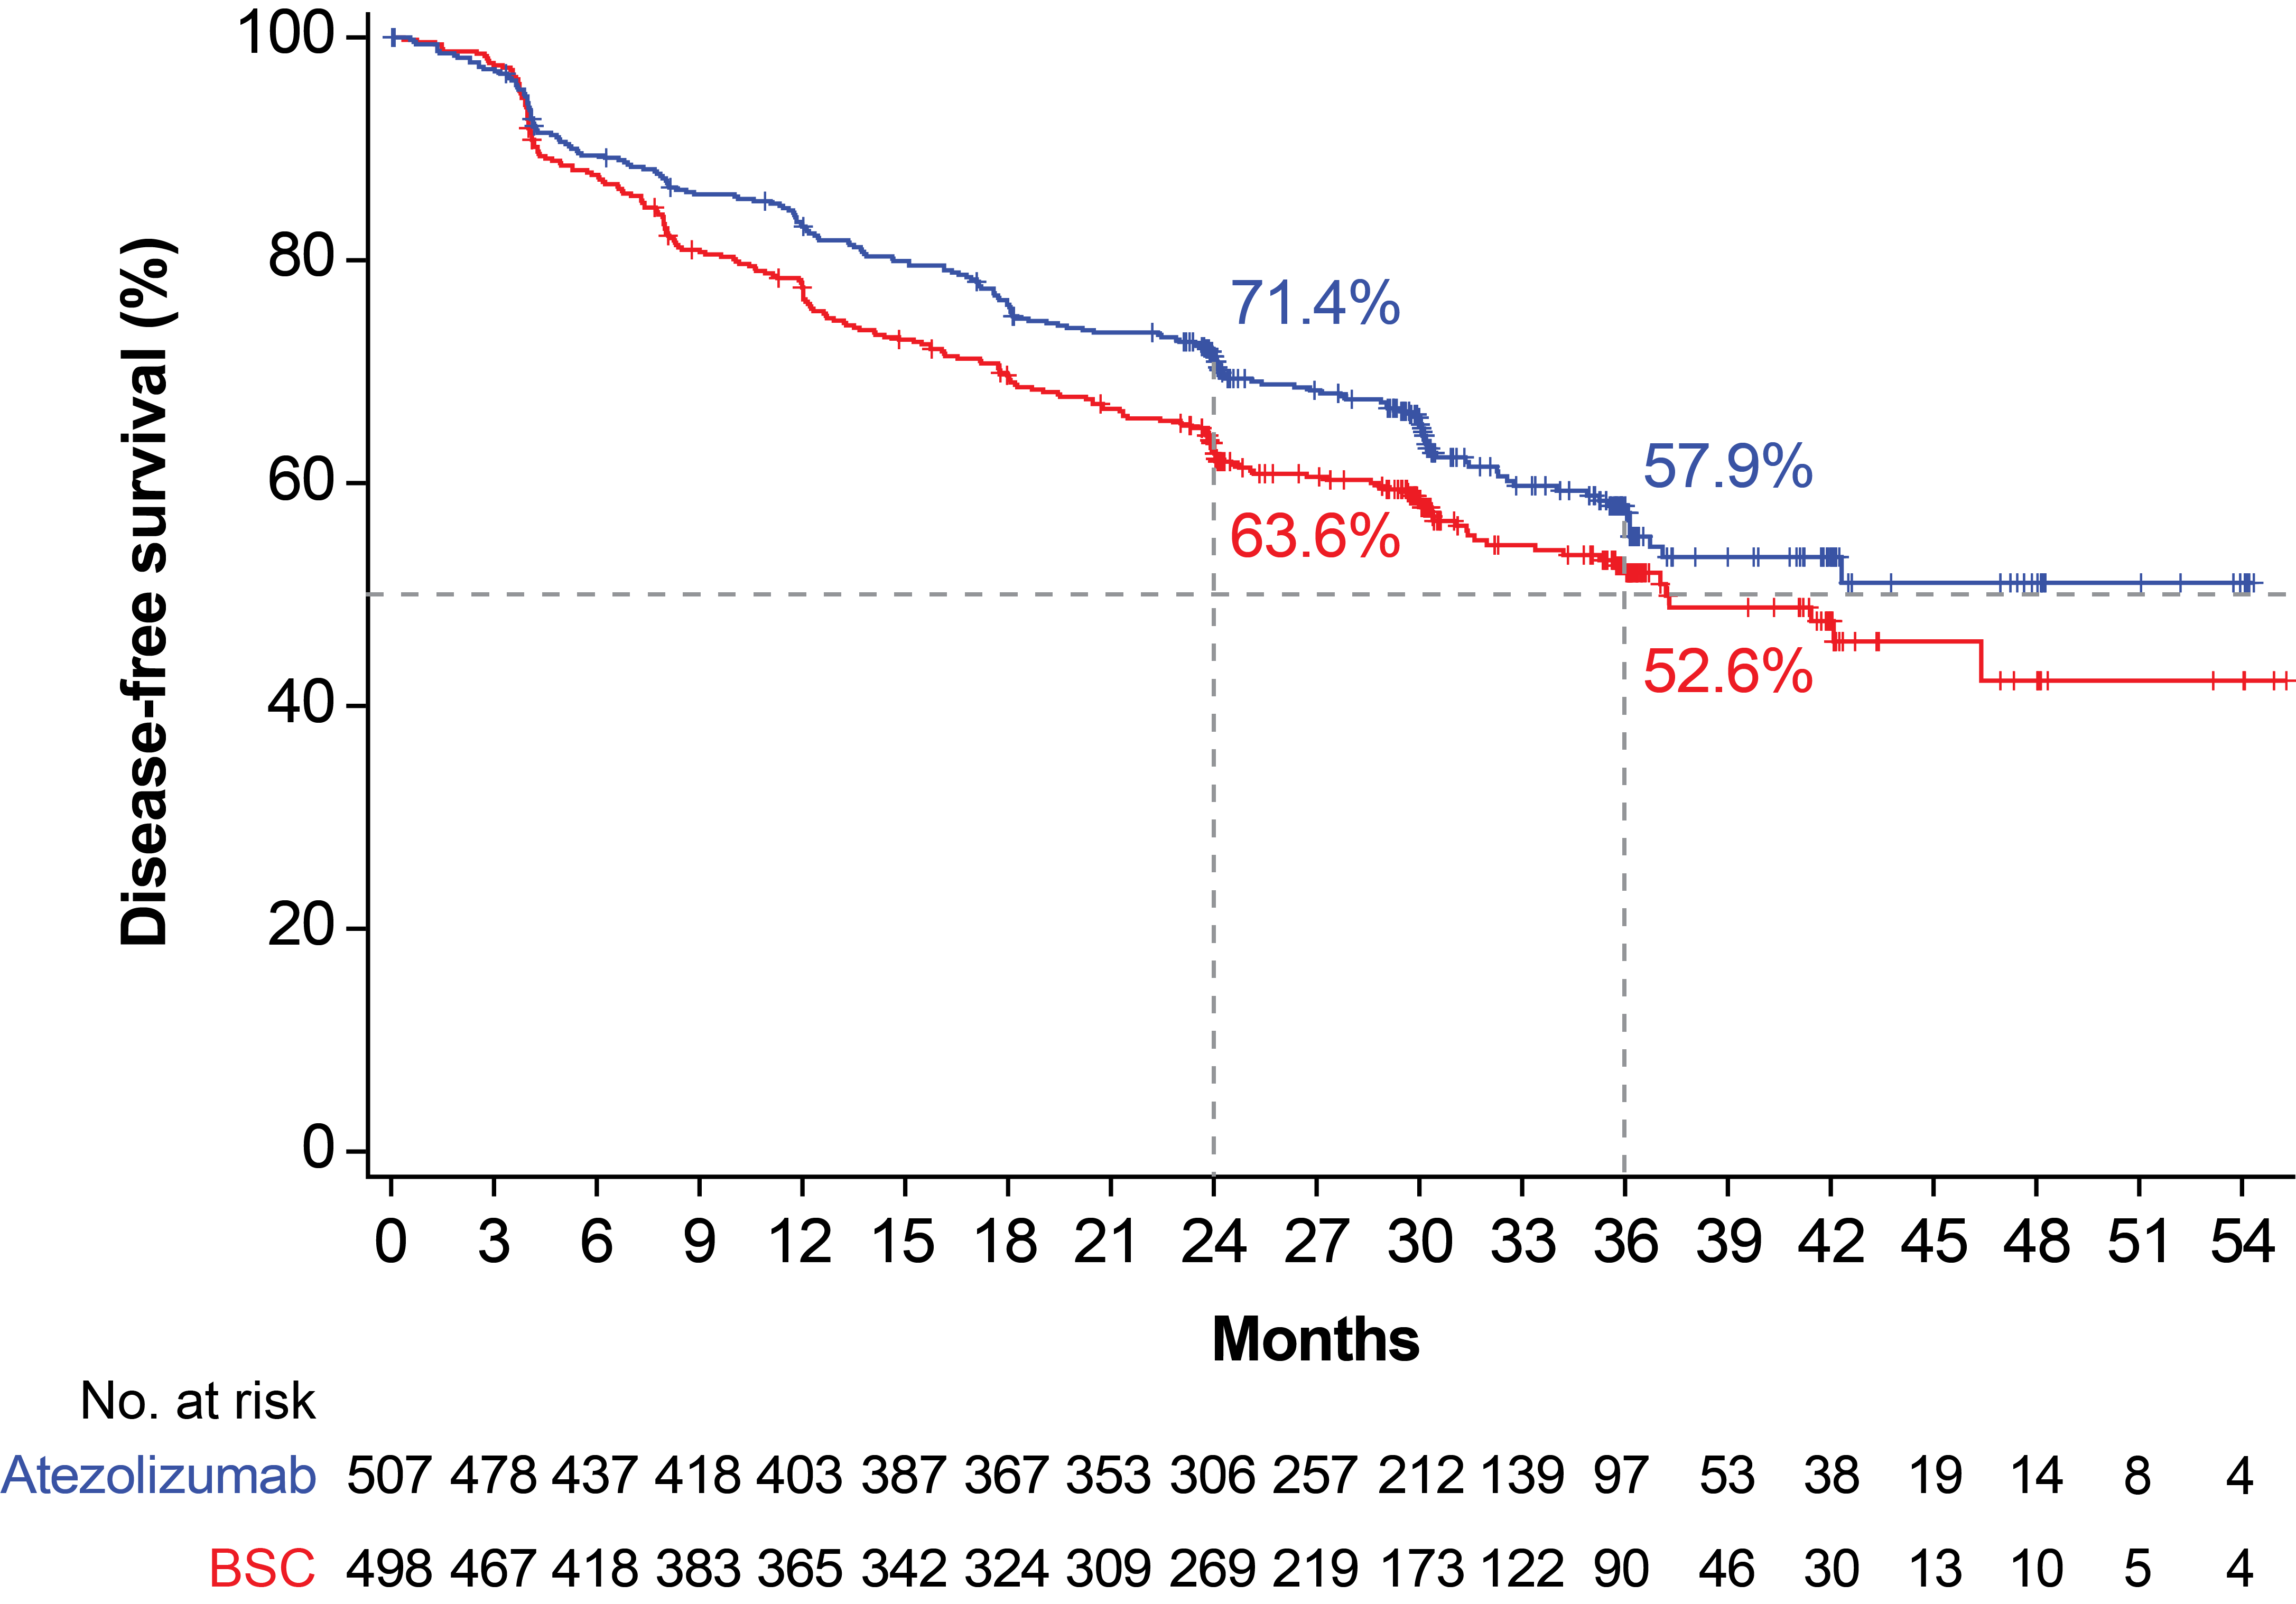 Disease-free survival (%)
100
80
60
40
20
0
71.4%
63.6%
57.9%
52.6%
0 3 6 9 12 15 18 21 24 27 30 33 36 39 42 45 48 51 54
Months
No. at risk
Atezolizumab 507 478 437 418 403 387 367 353 306 257 212 139 97 53 38 19 14 8 4
BSC 498 467 418 383 365 342 324 309 269 219 173 122 90 46 30 13 10 5 4